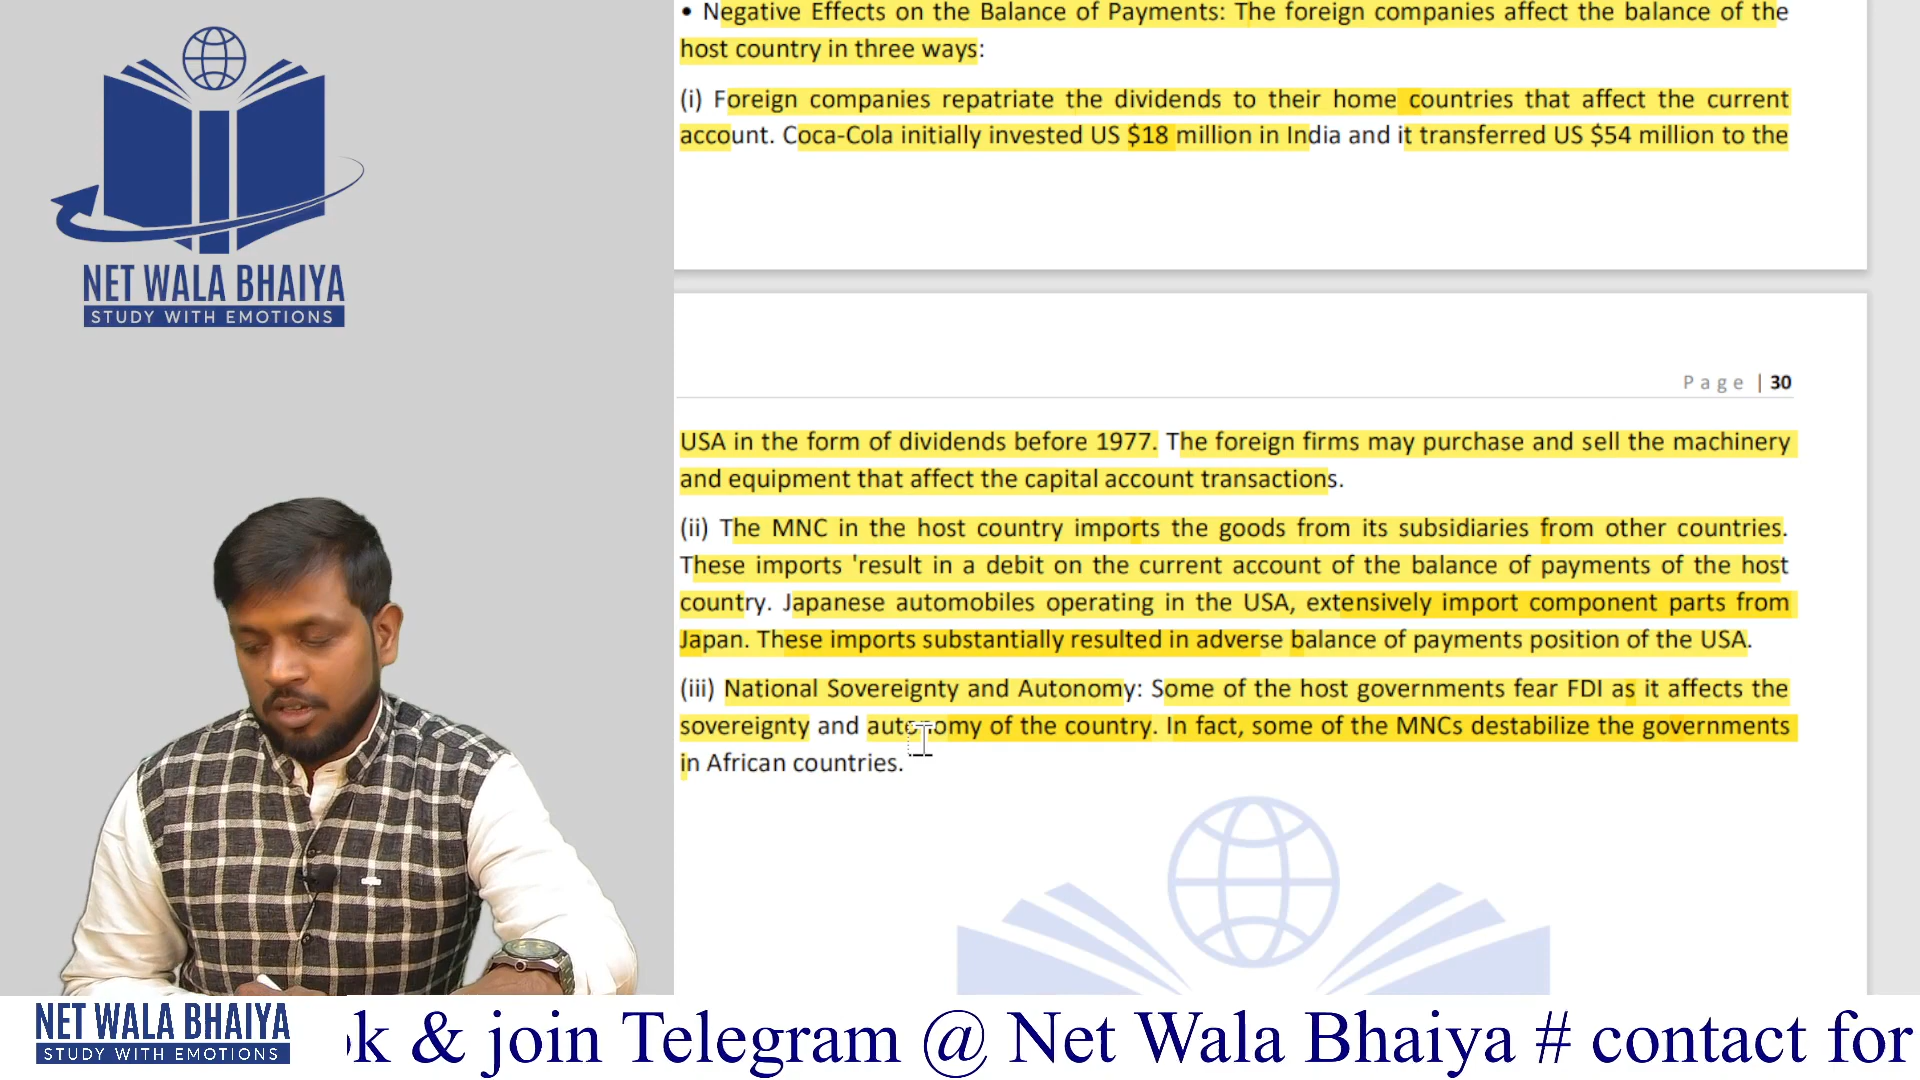 • Negative Effects on the Balance of Payments: The foreign companies affect the balance of the
host country in three ways:
(i) Foreign companies repatriate the dividends to their home countries that affect the current
account. Coca-Cola initially invested US $18 million in India and it transferred US $54 million to the
NET WALA BHAIYA
STUDY WITH EMOTIONS
Page | 30
USA in the form of dividends before 1977. The foreign firms may purchase and sell the machinery
and equipment that affect the capital account transactions.
(ii) The MNC in the host country imports the goods from its subsidiaries from other countries.
These imports 'result in a debit on the current account of the balance of payments of the host
country. Japanese automobiles operating in the USA, extensively import component parts from
Japan. These imports substantially resulted in adverse balance of payments position of the USA.
(iii) National Sovereignty and Autonomy: Some of the host governments fear FDI as it affects the
sovereignty and autonomy of the country. In fact, some of the MNCs destabilize the governments
in African countries.
NET WALA BHAIYA
STUDY WITH EMOTIONS
k & join Telegram @ Net Wala Bhaiya # contact for